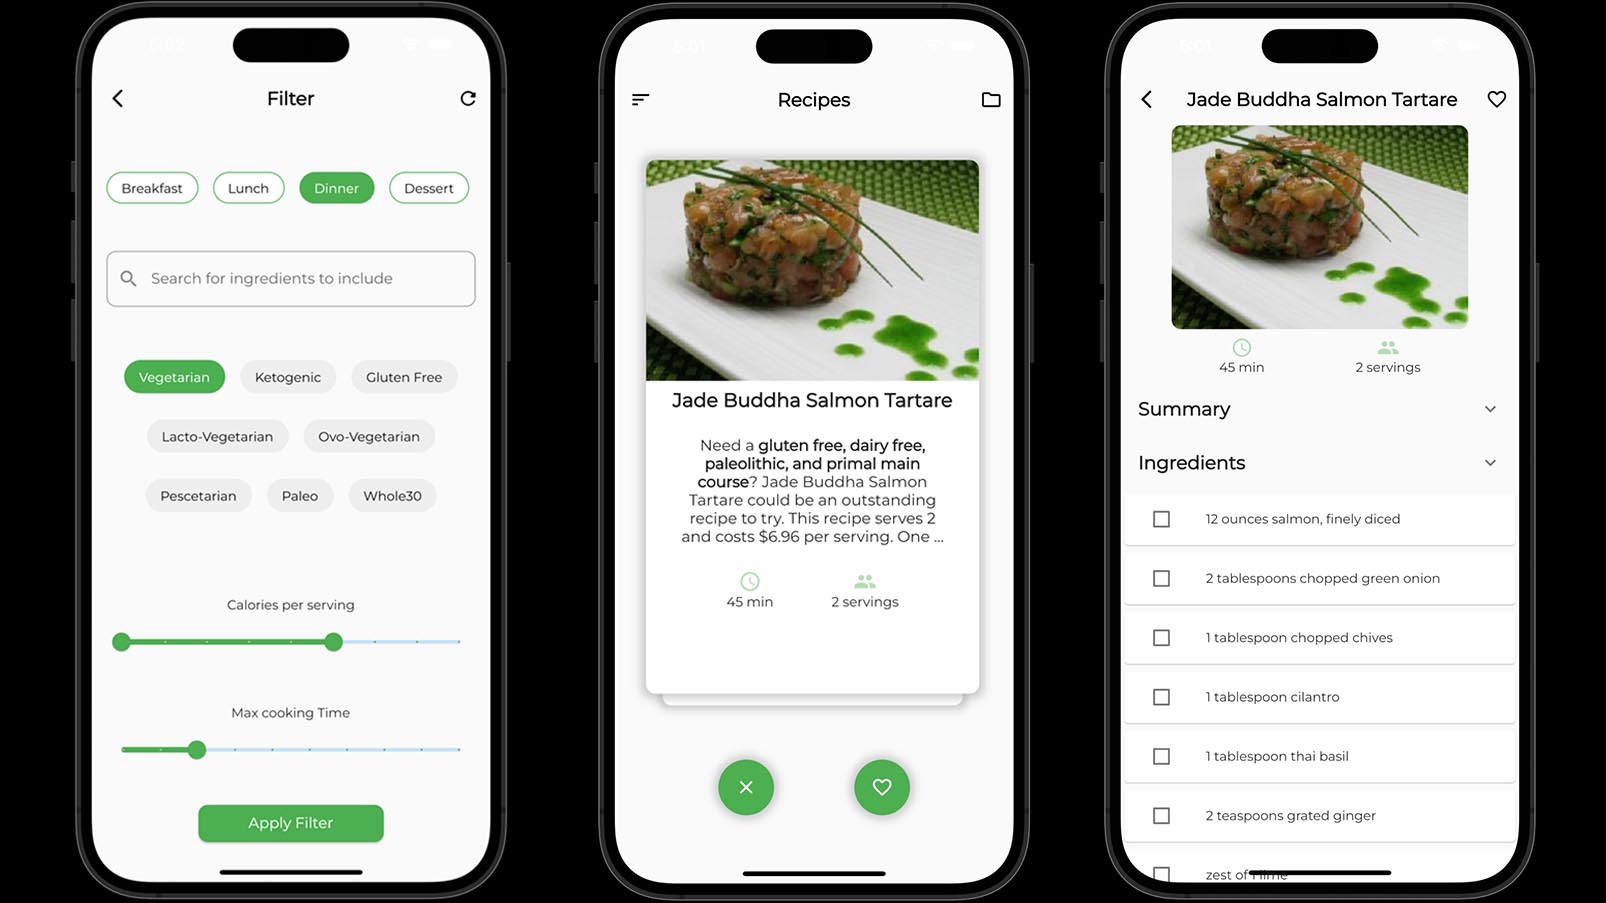 Filter
Breakfast
Lunch
Dinner
Dessert
Search for ingredients to include
Vegetarian
Ketogenic
Gluten Free
Lacto-Vegetarian
Ovo-Vegetarian
Pescetarian
Paleo
Whole30
Calories per serving
Max cooking Time
Apply Filter
Recipes
Jade Buddha Salmon Tartare
Need a gluten free, dairy free,
paleolithic, and primal main
course? Jade Buddha Salmon
Tartare could be an outstanding
recipe to try. This recipe serves 2
and costs $6.96 per serving. One ...
45 min
2 servings
Jade Buddha Salmon Tartare
45 min
2 servings
Summary
Ingredients
12 ounces salmon, finely diced
2 tablespoons chopped green onion
1 tablespoon chopped chives
1 tablespoon cilantro
1 tablespoon thai basil
2 teaspoons grated ginger
zest of 1 lime